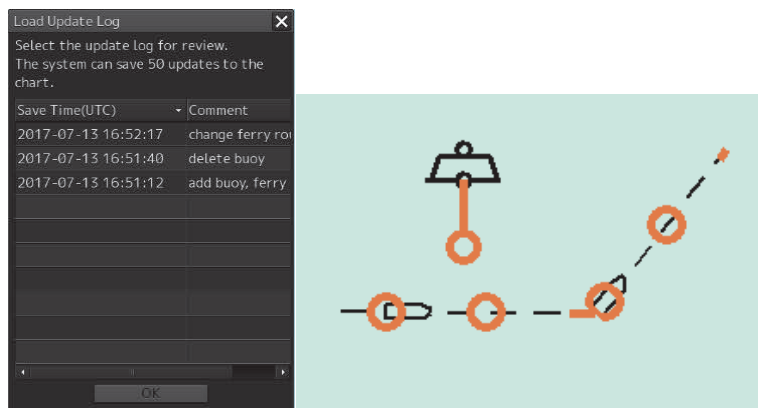 Load Update Log
Select the update log for review.
The system can save 50 updates to the
chart.
Save Time(UTC) Comment
2017-07-13 16:52:17 change ferry rou
2017-07-13 16:51:40 delete buoy
2017-07-13 16:51:12 add buoy, ferry
OK